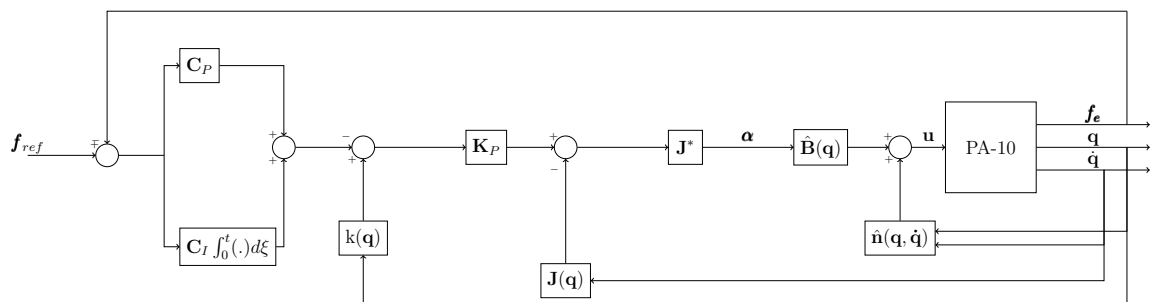 f_ref
∓
C_P
C_I ∫_0^t(.)dξ
+
+
−
+
k(q)
K_P
+
−
J(q)
J*
α
B̂(q)
+
+
n̂(q, q̇)
u
PA-10
f_e
q
q̇